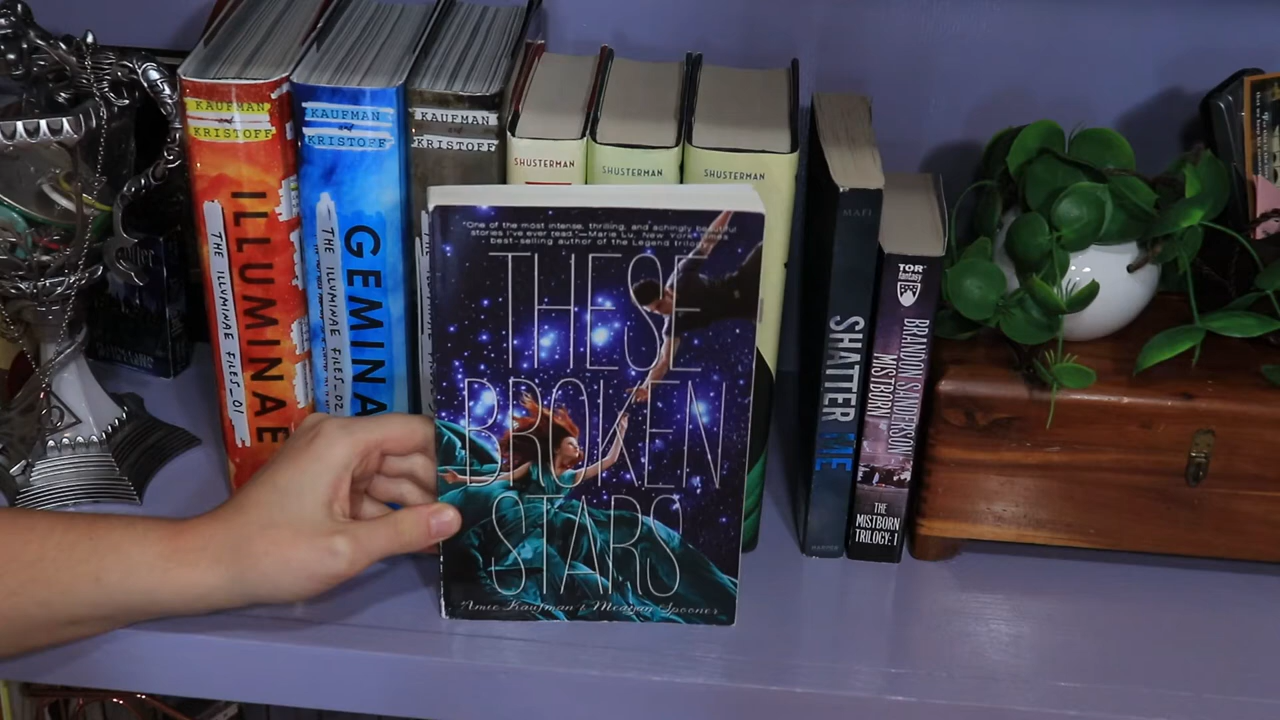 KAUFMAN
and
KRISTOFF
ILLUMINAE
THE ILLUMINAE FILES_01
KAUFMAN
and
KRISTOFF
GEMINA
THE ILLUMINAE FILES_02
KAUFMAN
KRISTOFF
SHUSTERMAN
SHUSTERMAN
SHUSTERMAN
"One of the most intense, thrilling, and achingly beautiful
stories I've ever read."—Marie Lu, New York Times
best-selling author of the Legend trilogy
THESE
BROKEN
STARS
Amie Kaufman & Meagan Spooner
MAFI
SHATTER ME
HARPER
TOR
fantasy
BRANDON SANDERSON
MISTBORN
THE
MISTBORN
TRILOGY: 1